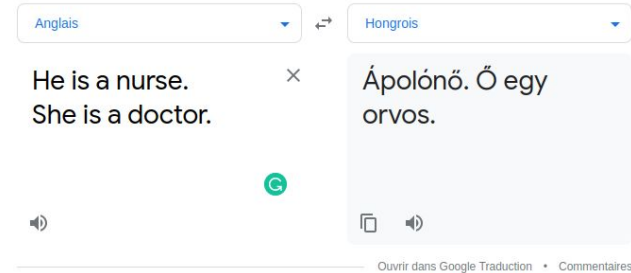 Anglais
Hongrois
He is a nurse.
She is a doctor.
Ápolónő. Ő egy
orvos.
Ouvrir dans Google Traduction • Commentaires